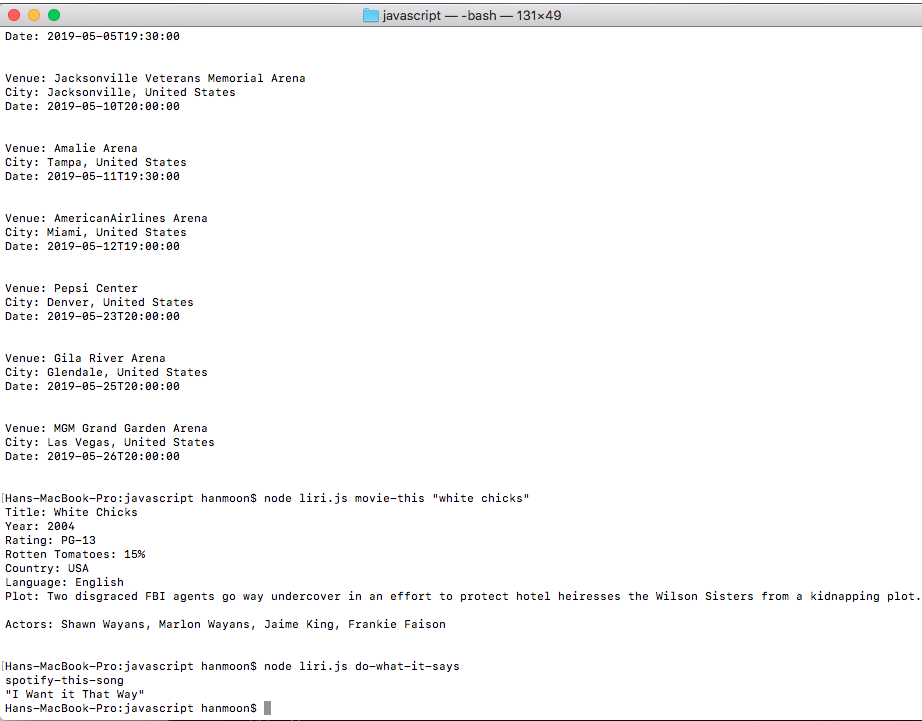 javascript — -bash — 131×49
Date: 2019-05-05T19:30:00
Venue: Jacksonville Veterans Memorial Arena
City: Jacksonville, United States
Date: 2019-05-10T20:00:00
Venue: Amalie Arena
City: Tampa, United States
Date: 2019-05-11T19:30:00
Venue: AmericanAirlines Arena
City: Miami, United States
Date: 2019-05-12T19:00:00
Venue: Pepsi Center
City: Denver, United States
Date: 2019-05-23T20:00:00
Venue: Gila River Arena
City: Glendale, United States
Date: 2019-05-25T20:00:00
Venue: MGM Grand Garden Arena
City: Las Vegas, United States
Date: 2019-05-26T20:00:00
[Hans-MacBook-Pro:javascript hanmoon$ node liri.js movie-this "white chicks"
Title: White Chicks
Year: 2004
Rating: PG-13
Rotten Tomatoes: 15%
Country: USA
Language: English
Plot: Two disgraced FBI agents go way undercover in an effort to protect hotel heiresses the Wilson Sisters from a kidnapping plot.
Actors: Shawn Wayans, Marlon Wayans, Jaime King, Frankie Faison
[Hans-MacBook-Pro:javascript hanmoon$ node liri.js do-what-it-says
spotify-this-song
"I Want it That Way"
Hans-MacBook-Pro:javascript hanmoon$